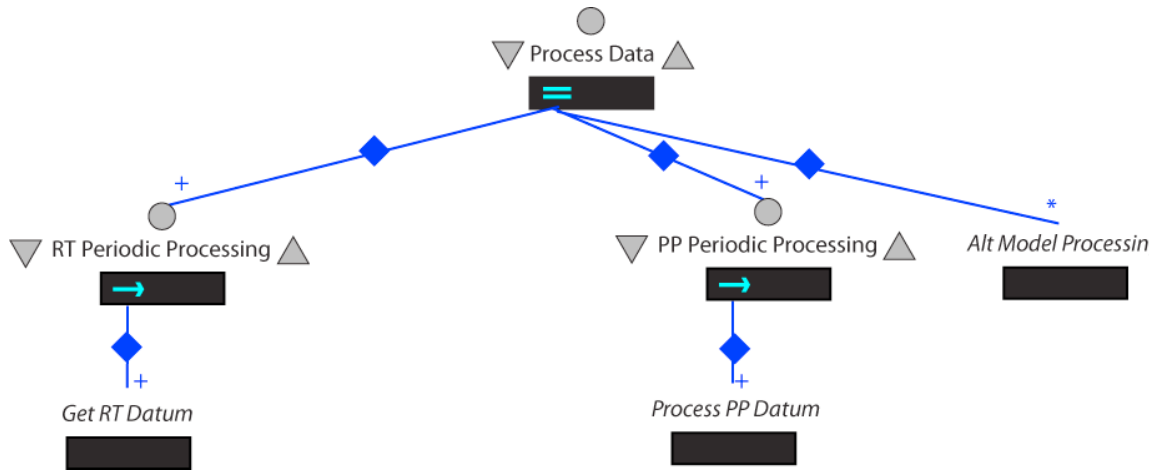 Process Data
=
+
+
*
RT Periodic Processing
PP Periodic Processing
Alt Model Processin
→
→
+
+
Get RT Datum
Process PP Datum